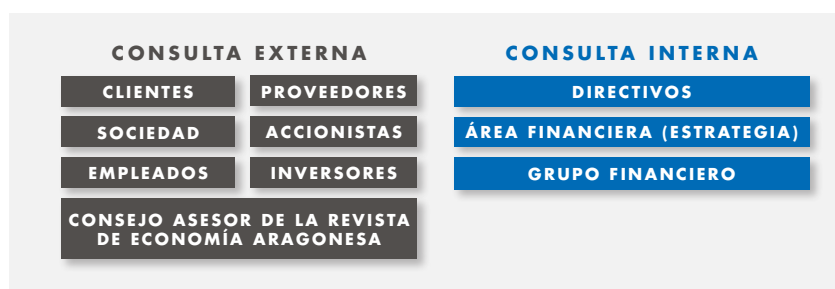 CONSULTA EXTERNA
CLIENTES
PROVEEDORES
SOCIEDAD
ACCIONISTAS
EMPLEADOS
INVERSORES
CONSEJO ASESOR DE LA REVISTA
DE ECONOMÍA ARAGONESA
CONSULTA INTERNA
DIRECTIVOS
ÁREA FINANCIERA (ESTRATEGIA)
GRUPO FINANCIERO